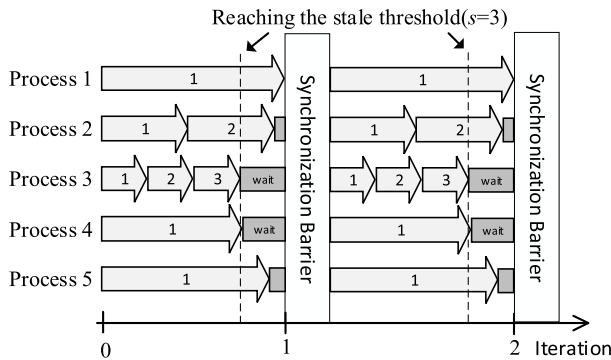 Reaching the stale threshold(s=3)
Process 1 1 1
Process 2 1 2 1 2
Process 3 1 2 3 wait 1 2 3 wait
Process 4 1 wait 1 wait
Process 5 1 1
Synchronization Barrier
Synchronization Barrier
0 1 2 Iteration